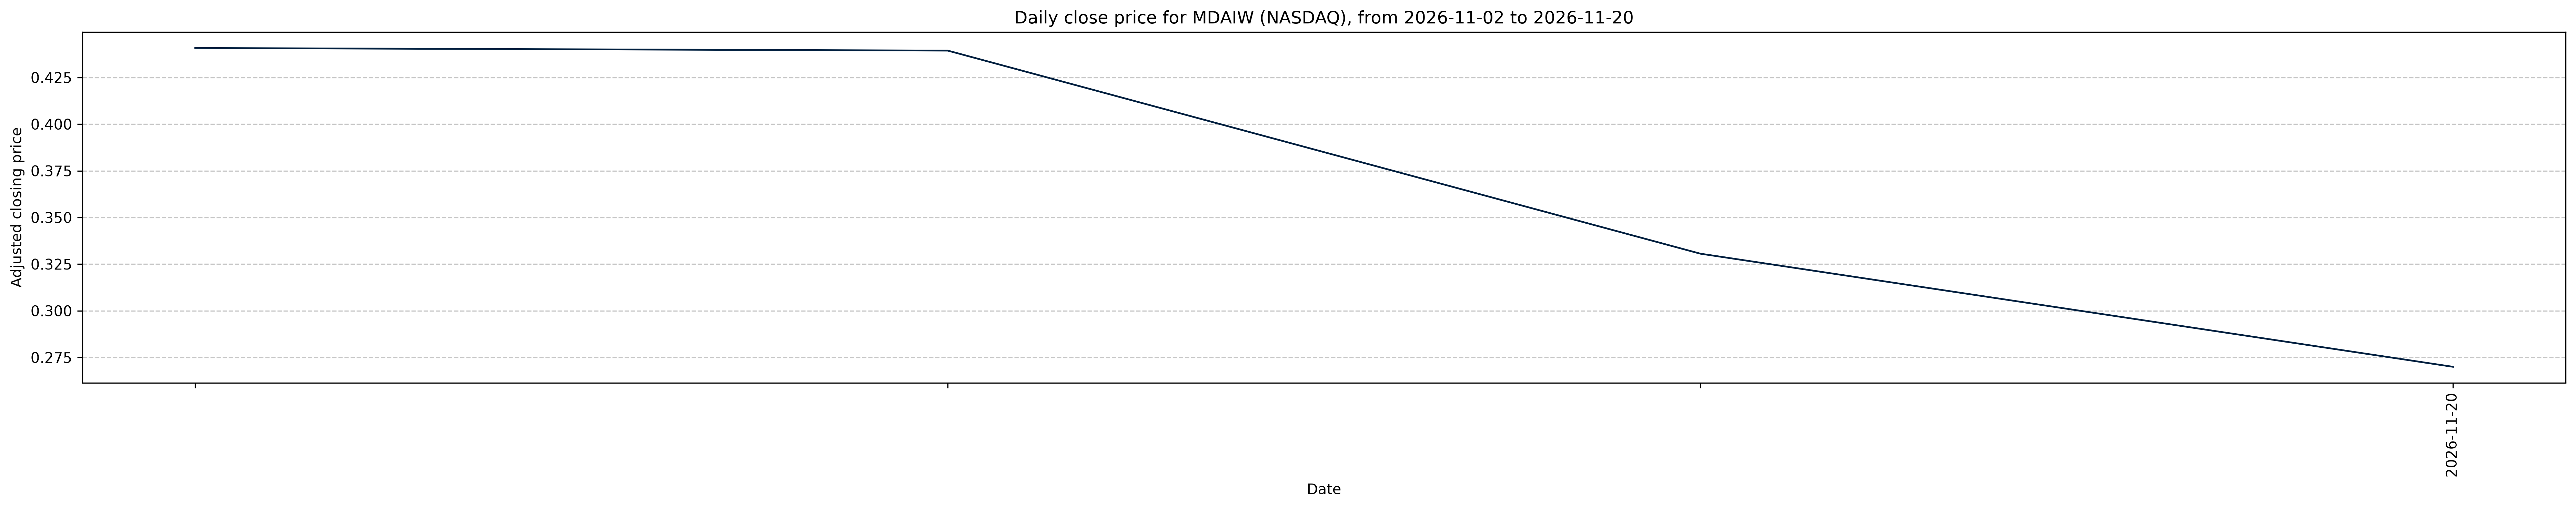 Daily close price for MDAIW (NASDAQ), from 2026-11-02 to 2026-11-20
Adjusted closing price
0.425
0.400
0.375
0.350
0.325
0.300
0.275
2026-11-20
Date